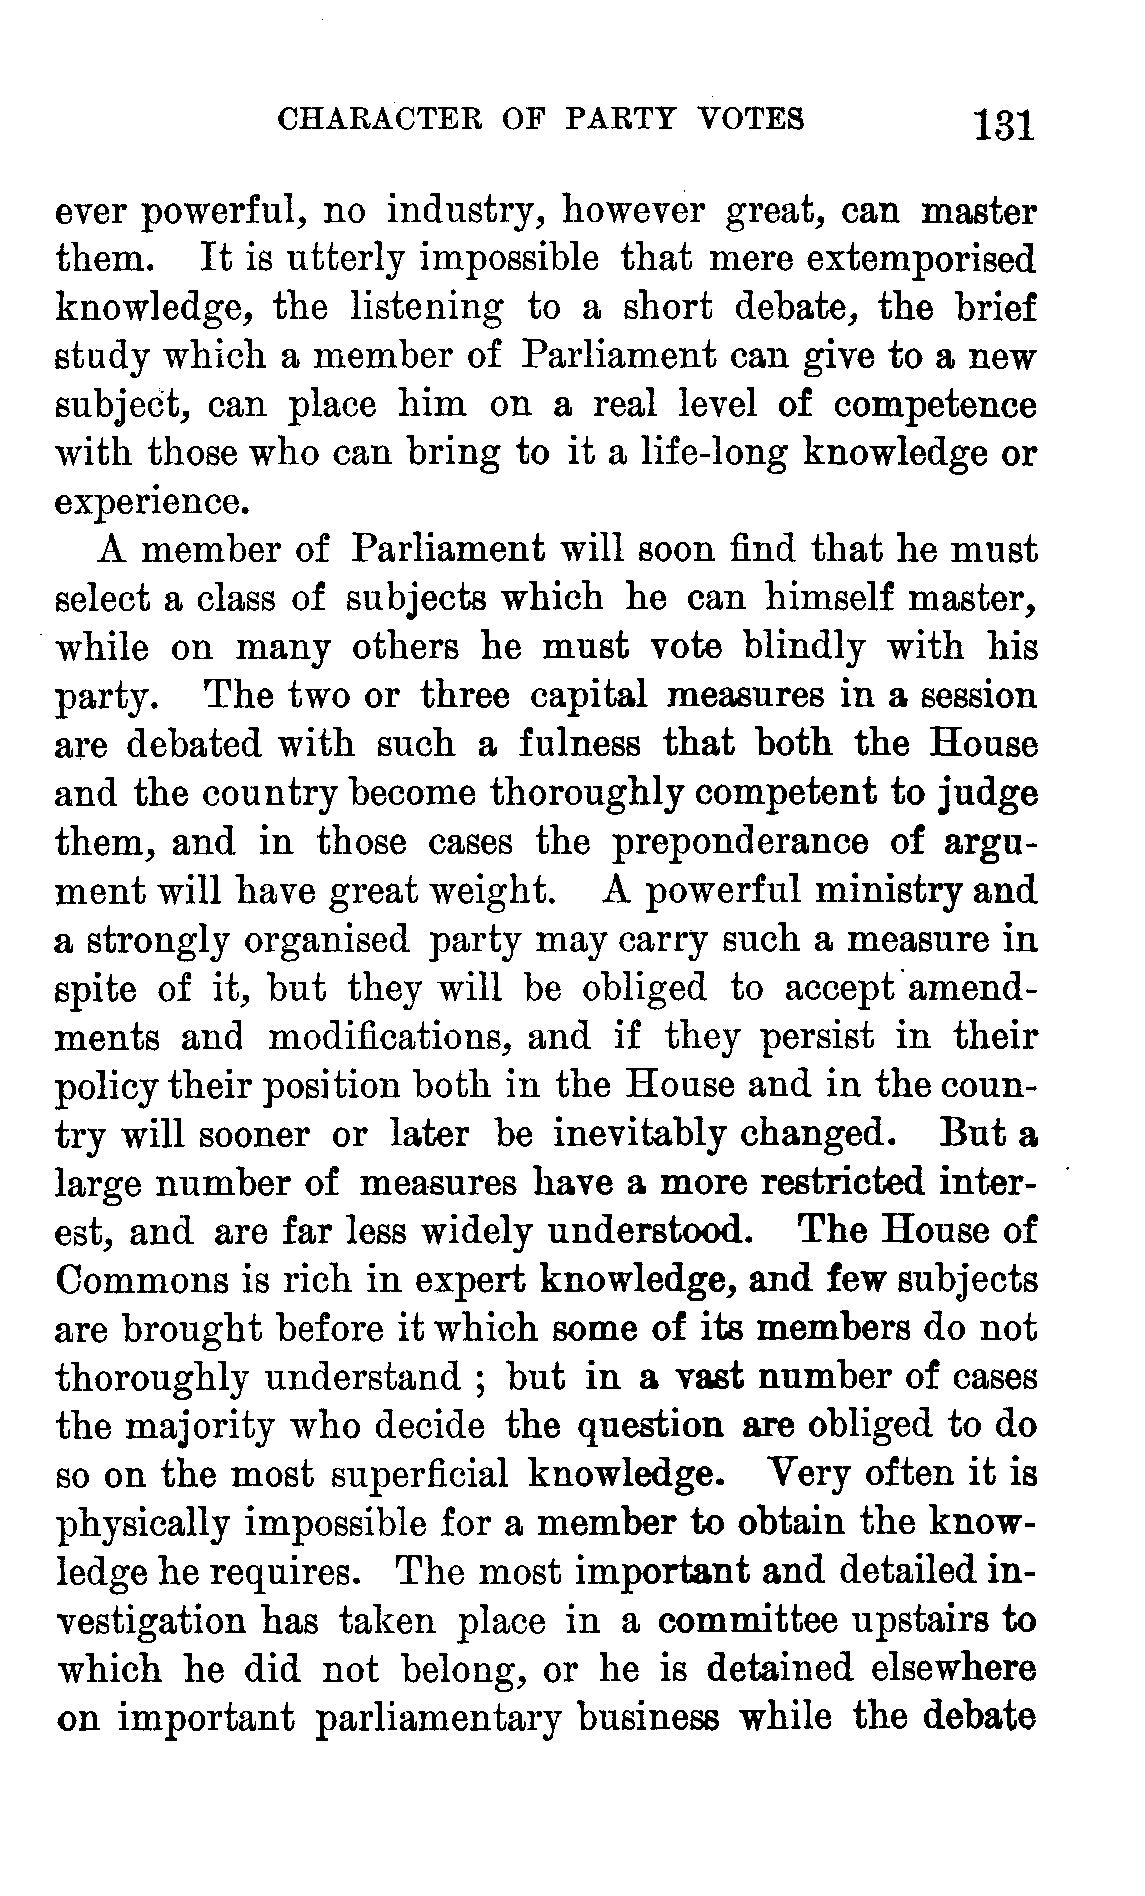 CHARACTER OF PARTY VOTES 131
ever powerful, no industry, however great, can master
them. It is utterly impossible that mere extemporised
knowledge, the listening to a short debate, the brief
study which a member of Parliament can give to a new
subject, can place him on a real level of competence
with those who can bring to it a life-long knowledge or
experience.
A member of Parliament will soon find that he must
select a class of subjects which he can himself master,
while on many others he must vote blindly with his
party. The two or three capital measures in a session
are debated with such a fulness that both the House
and the country become thoroughly competent to judge
them, and in those cases the preponderance of argu-
ment will have great weight. A powerful ministry and
a strongly organised party may carry such a measure in
spite of it, but they will be obliged to accept amend-
ments and modifications, and if they persist in their
policy their position both in the House and in the coun-
try will sooner or later be inevitably changed. But a
large number of measures have a more restricted inter-
est, and are far less widely understood. The House of
Commons is rich in expert knowledge, and few subjects
are brought before it which some of its members do not
thoroughly understand ; but in a vast number of cases
the majority who decide the question are obliged to do
so on the most superficial knowledge. Very often it is
physically impossible for a member to obtain the know-
ledge he requires. The most important and detailed in-
vestigation has taken place in a committee upstairs to
which he did not belong, or he is detained elsewhere
on important parliamentary business while the debate